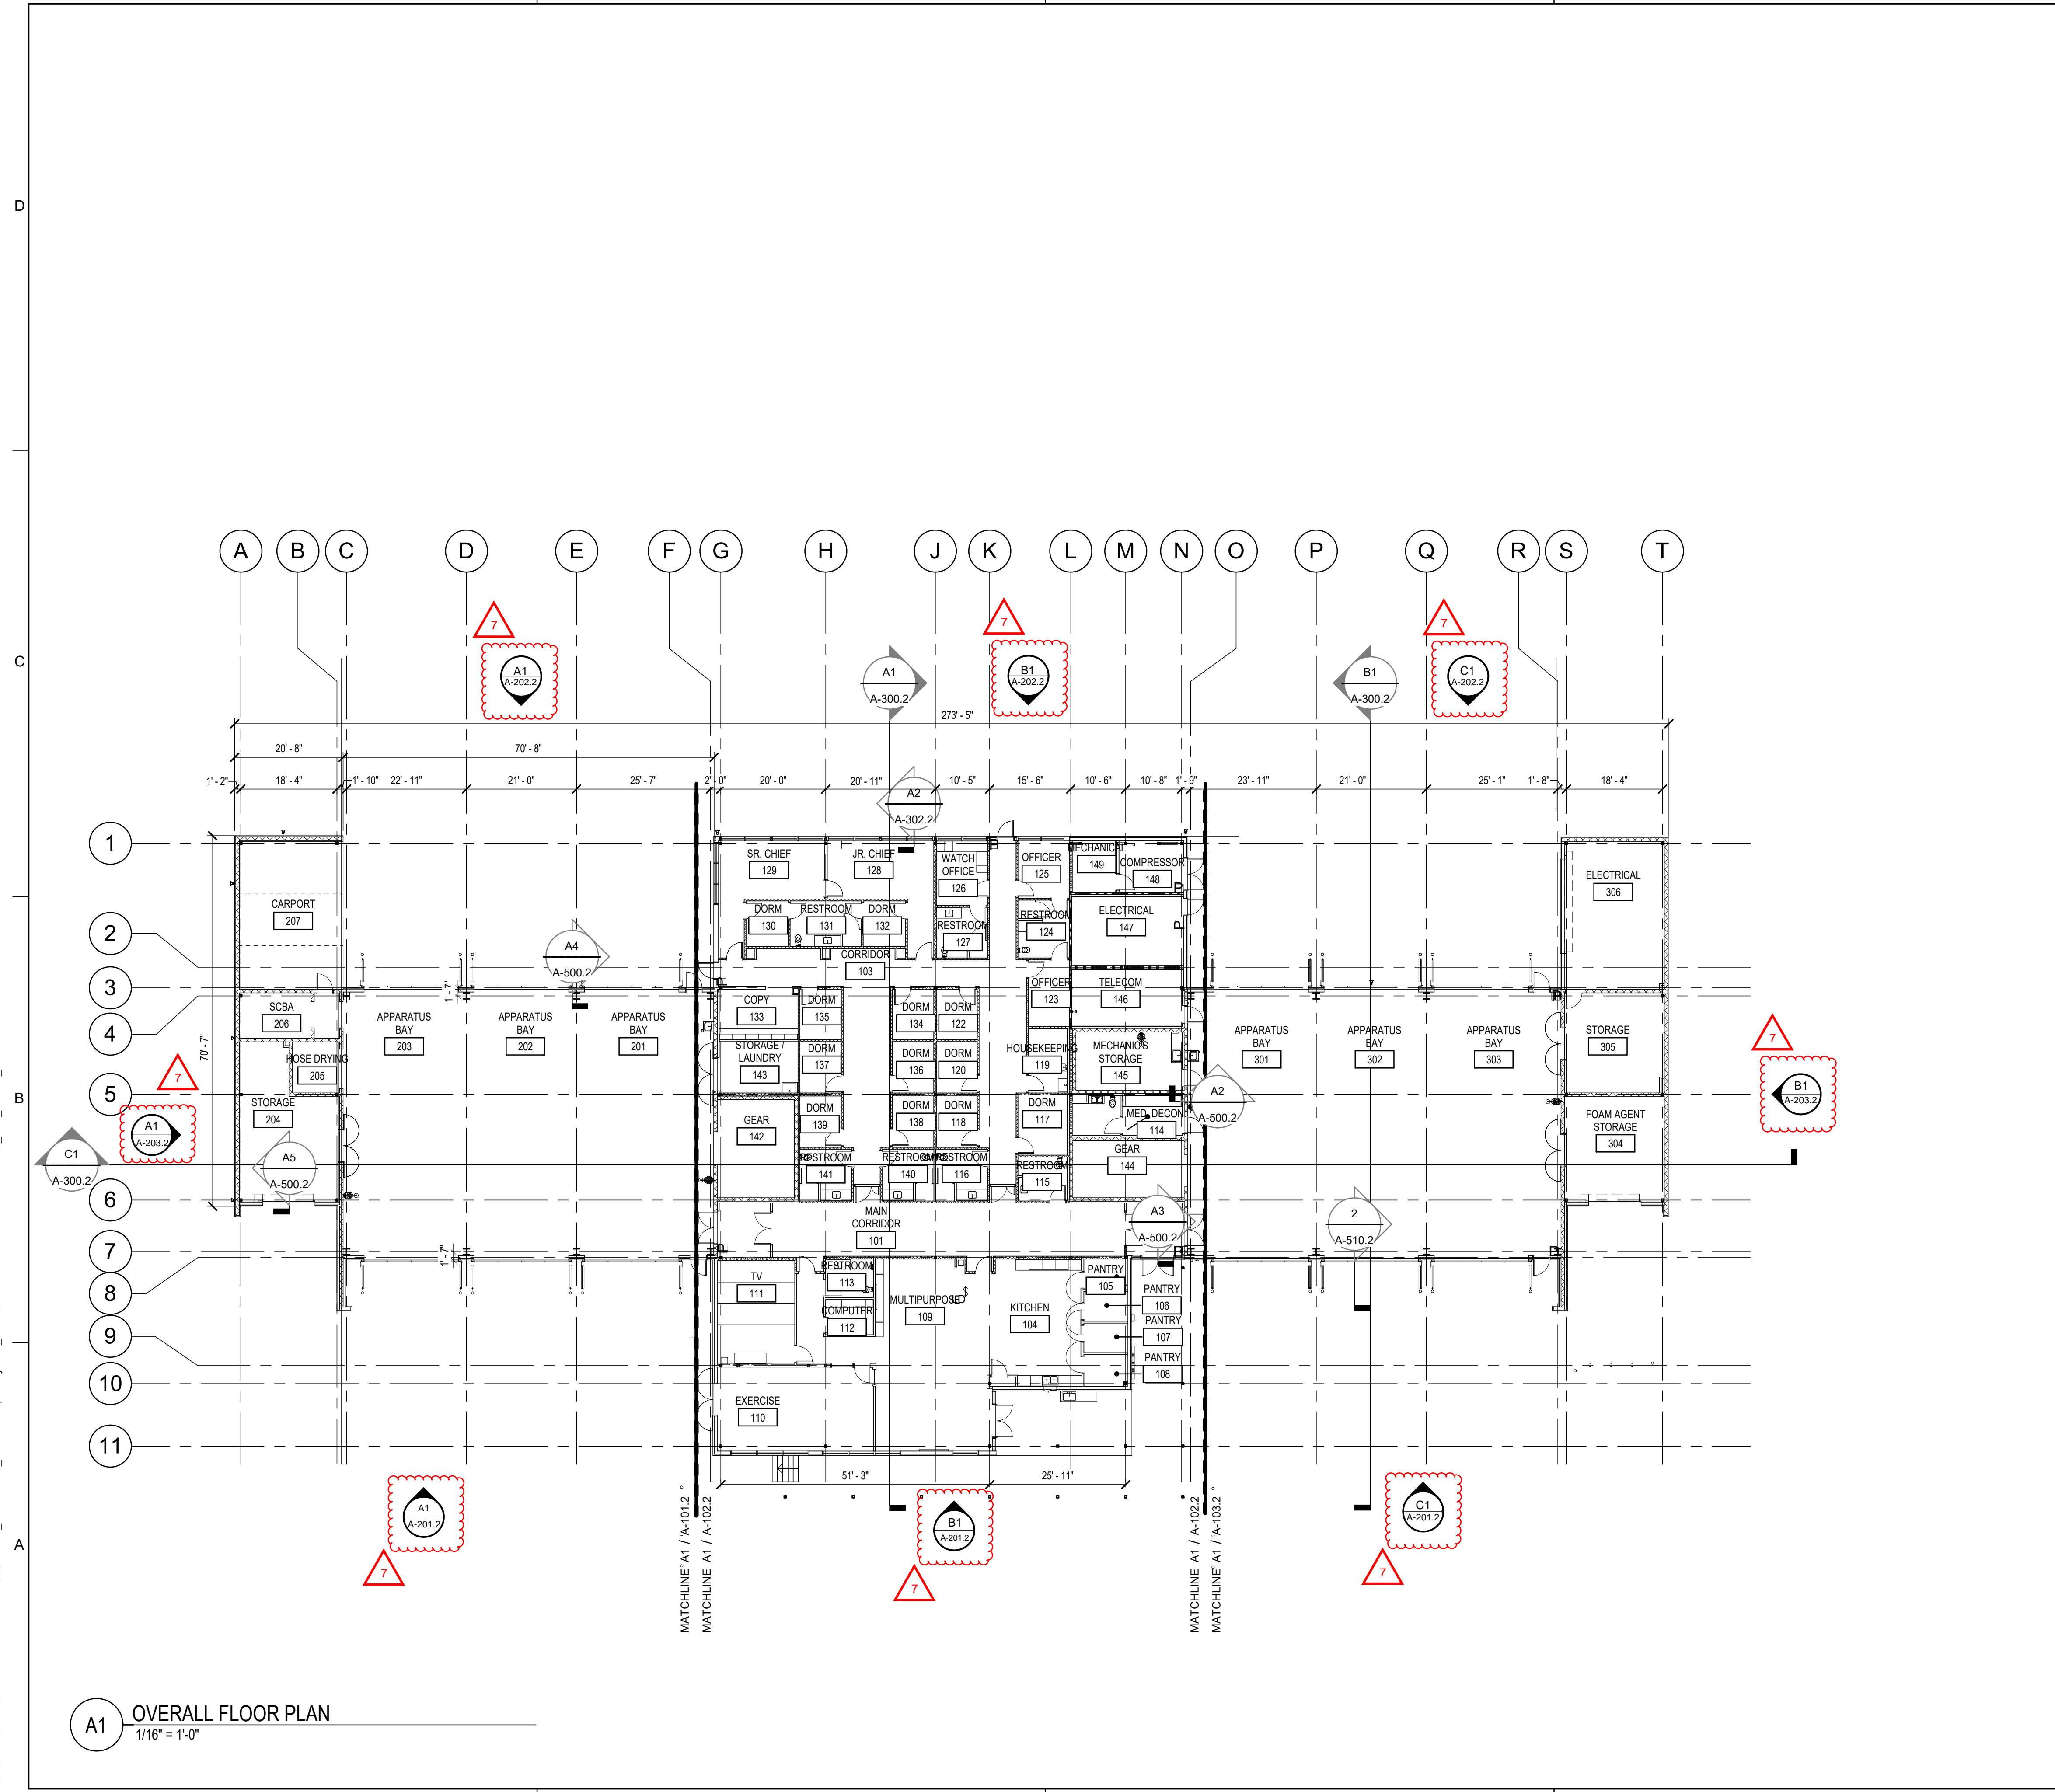 D
C
B
A
A
B
C
D
E
F
G
H
J
K
L
M
N
O
P
Q
R
S
T
7
A1
A-202.2
7
B1
A-202.2
7
C1
A-202.2
A1
A-300.2
B1
A-300.2
273' - 5"
20' - 8"
70' - 8"
1' - 2"
18' - 4"
1' - 10"
22' - 11"
21' - 0"
25' - 7"
2' - 0"
20' - 0"
20' - 11"
10' - 5"
15' - 6"
10' - 6"
10' - 8"
1' - 9"
23' - 11"
21' - 0"
25' - 1"
1' - 8"
18' - 4"
A2
A-302.2
1
2
3
4
5
6
7
8
9
10
11
70' - 7"
1' - 7"
1' - 7"
SR. CHIEF
129
JR. CHIEF
128
WATCH
OFFICE
126
OFFICER
125
MECHANICAL
149
COMPRESSOR
148
ELECTRICAL
306
CARPORT
207
DORM
130
RESTROOM
131
DORM
132
RESTROOM
127
RESTROOM
124
ELECTRICAL
147
A4
A-500.2
CORRIDOR
103
SCBA
206
APPARATUS
BAY
203
APPARATUS
BAY
202
APPARATUS
BAY
201
COPY
133
DORM
135
DORM
134
DORM
122
OFFICER
123
TELECOM
146
APPARATUS
BAY
301
APPARATUS
BAY
302
APPARATUS
BAY
303
STORAGE
305
HOSE DRYING
205
STORAGE /
LAUNDRY
143
DORM
137
DORM
136
DORM
120
HOUSEKEEPING
119
MECHANIC'S
STORAGE
145
7
A1
A-203.2
7
B1
A-203.2
STORAGE
204
GEAR
142
DORM
139
DORM
138
DORM
118
DORM
117
MED. DECON
114
A2
A-500.2
FOAM AGENT
STORAGE
304
C1
A-300.2
A5
A-500.2
RESTROOM
141
RESTROOM
140
RESTROOM
116
RESTROOM
115
GEAR
144
MAIN
CORRIDOR
101
A3
A-500.2
2
A-510.2
TV
111
RESTROOM
113
COMPUTER
112
MULTIPURPOSE
109
KITCHEN
104
PANTRY
105
PANTRY
106
PANTRY
107
PANTRY
108
EXERCISE
110
51' - 3"
25' - 11"
MATCHLINE A1 / A-101.2
MATCHLINE A1 / A-102.2
MATCHLINE A1 / A-102.2
MATCHLINE A1 / A-103.2
A1
A-201.2
7
B1
A-201.2
7
C1
A-201.2
7
A1
OVERALL FLOOR PLAN
1/16" = 1'-0"